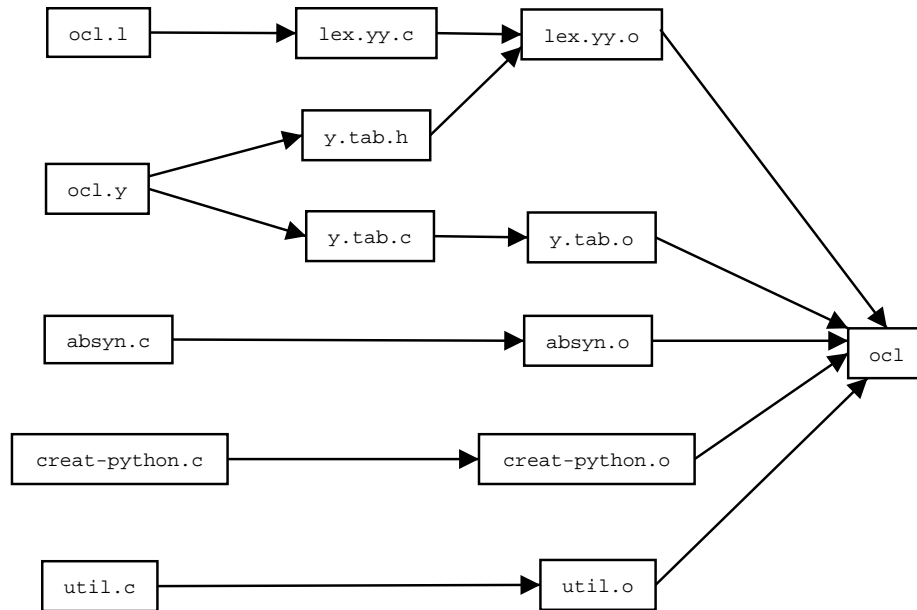 ocl.l
lex.yy.c
lex.yy.o
y.tab.h
ocl.y
y.tab.c
y.tab.o
absyn.c
absyn.o
ocl
creat-python.c
creat-python.o
util.c
util.o